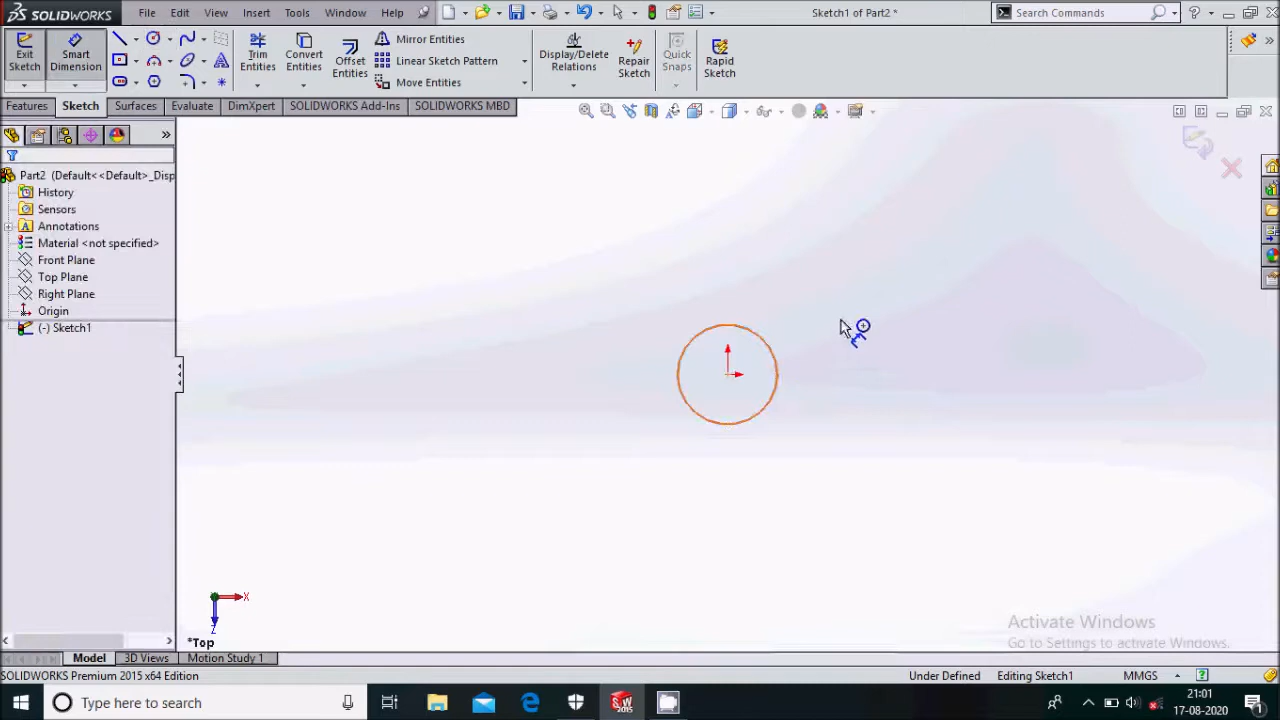 SOLIDWORKS File Edit View Insert Tools Window Help Sketch1 of Part2 * Search Commands
Exit Sketch
Smart Dimension
Trim Entities
Convert Entities
Offset Entities
Mirror Entities
Linear Sketch Pattern
Move Entities
Display/Delete Relations
Repair Sketch
Quick Snaps
Rapid Sketch
Features Sketch Surfaces Evaluate DimXpert SOLIDWORKS Add-Ins SOLIDWORKS MBD
Part2 (Default<<Default>_Disp
History
Sensors
Annotations
Material <not specified>
Front Plane
Top Plane
Right Plane
Origin
(-) Sketch1
X
Z
*Top
Activate Windows
Go to Settings to activate Windows.
Model 3D Views Motion Study 1
SOLIDWORKS Premium 2015 x64 Edition Under Defined Editing Sketch1 MMGS
Type here to search
21:01
17-08-2020